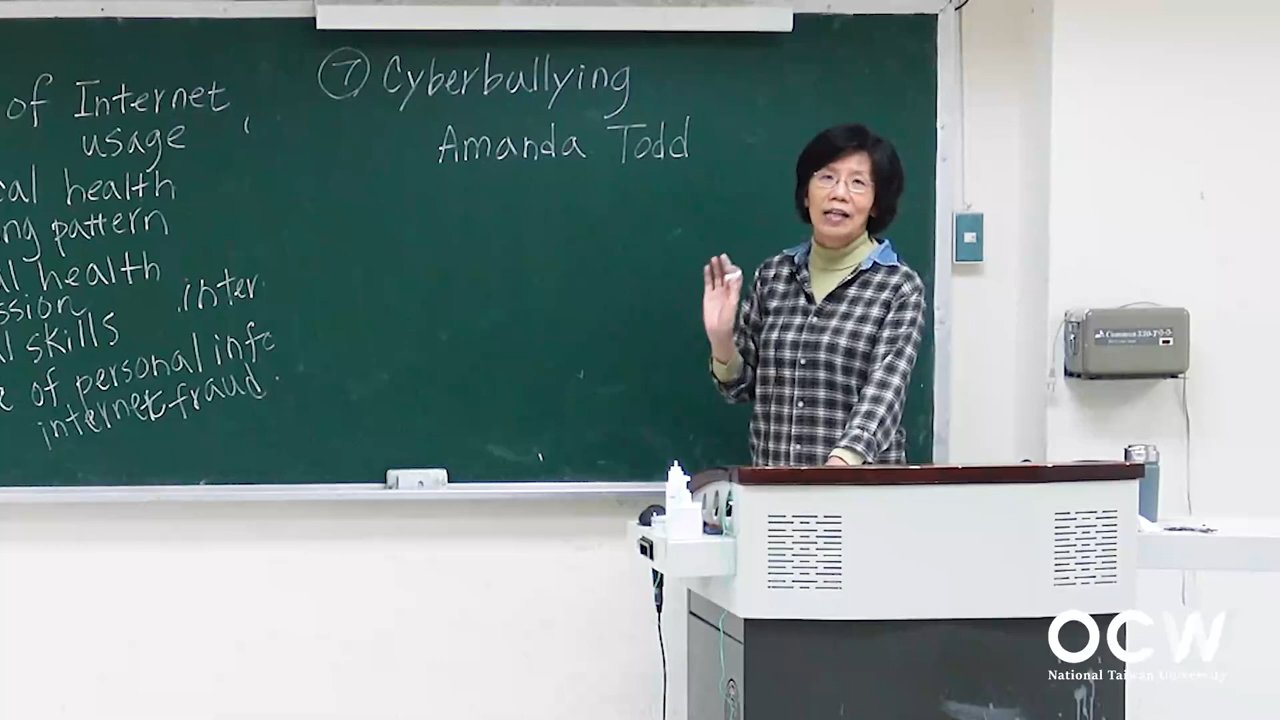 of Internet
usage
cal health
ng pattern
al health
ssion
inter
l skills
e of personal info
internet fraud.
⑦ Cyberbullying
Amanda Todd
OCW
National Taiwan University